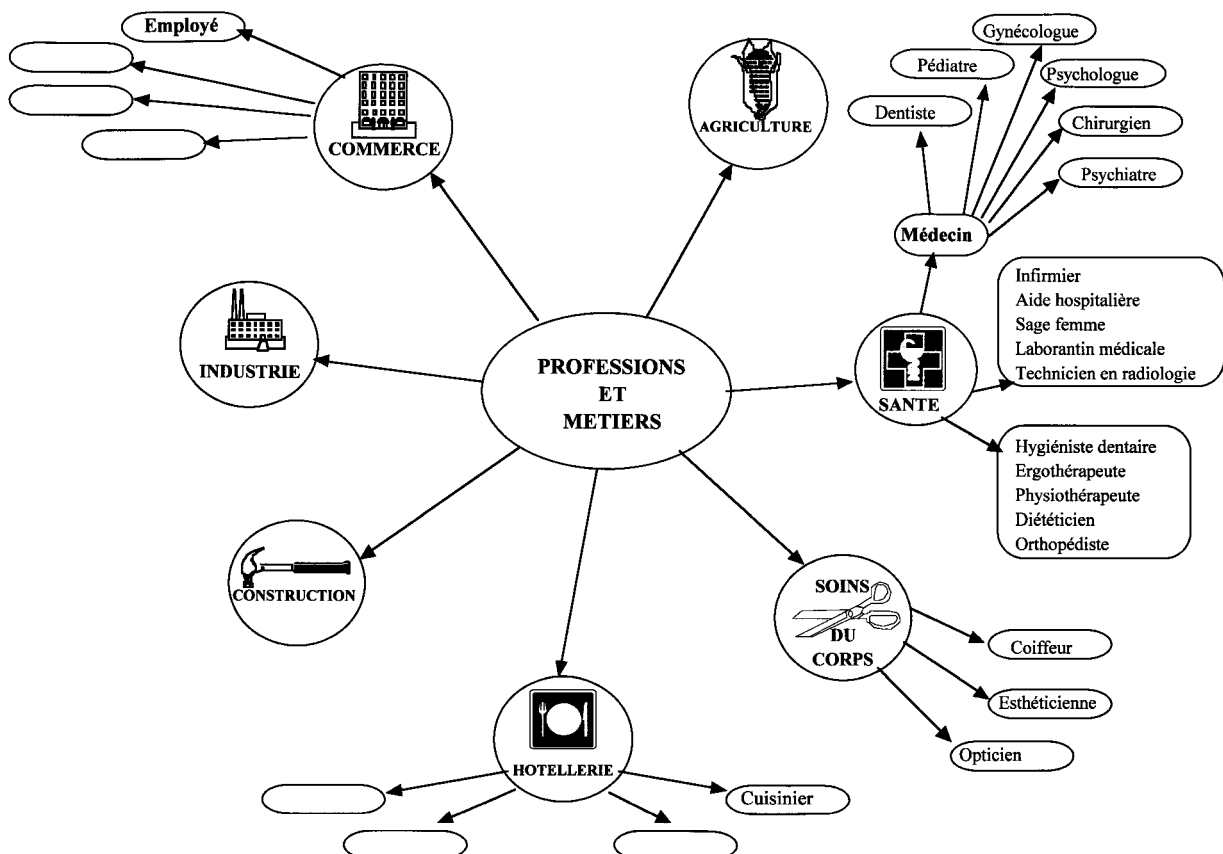 Employé
COMMERCE
AGRICULTURE
Gynécologue
Pédiatre
Psychologue
Dentiste
Chirurgien
Psychiatre
Médecin
INDUSTRIE
PROFESSIONS
ET
METIERS
SANTE
Infirmier
Aide hospitalière
Sage femme
Laborantin médicale
Technicien en radiologie
Hygiéniste dentaire
Ergothérapeute
Physiothérapeute
Diététicien
Orthopédiste
CONSTRUCTION
SOINS
DU
CORPS
Coiffeur
Esthéticienne
Opticien
HOTELLERIE
Cuisinier